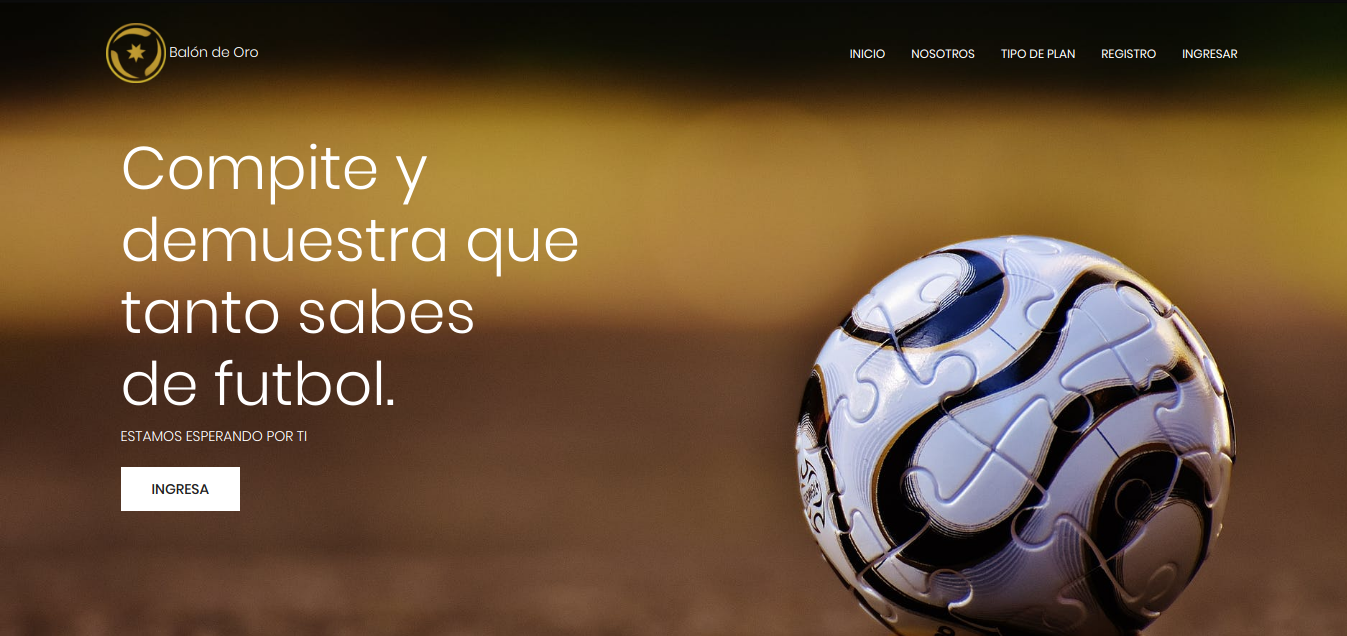 Balón de Oro
INICIO NOSOTROS TIPO DE PLAN REGISTRO INGRESAR
Compite y
demuestra que
tanto sabes
de futbol.
ESTAMOS ESPERANDO POR TI
INGRESA